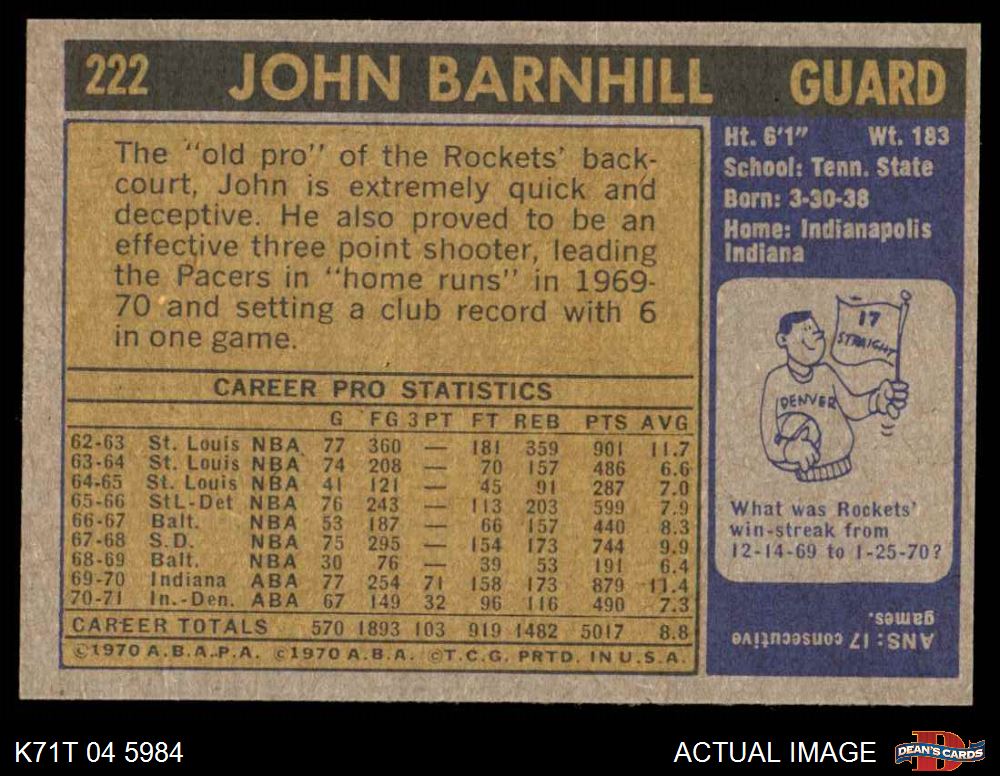 222 JOHN BARNHILL GUARD
The "old pro" of the Rockets' back-
court, John is extremely quick and
deceptive. He also proved to be an
effective three point shooter, leading
the Pacers in "home runs" in 1969-
70 and setting a club record with 6
in one game.
CAREER PRO STATISTICS
G FG 3 PT FT REB PTS AVG
62-63 St. Louis NBA 77 360 — 181 359 901 11.7
63-64 St. Louis NBA 74 208 — 70 157 486 6.6
64-65 St. Louis NBA 41 121 — 45 91 287 7.0
65-66 StL-Det NBA 76 243 — 113 203 599 7.9
66-67 Balt. NBA 53 187 — 66 157 440 8.3
67-68 S.D. NBA 75 295 — 154 173 744 9.9
68-69 Balt. NBA 30 76 — 39 53 191 6.4
69-70 Indiana ABA 77 254 71 158 173 879 11.4
70-71 In.-Den. ABA 67 149 32 96 116 490 7.3
CAREER TOTALS 570 1893 103 919 1482 5017 8.8
©1970 A.B.A.P.A. ©1970 A.B.A. ©T.C.G. PRTD. IN U.S.A.
Ht. 6'1" Wt. 183
School: Tenn. State
Born: 3-30-38
Home: Indianapolis
Indiana
17
STRAIGHT
DENVER
What was Rockets'
win-streak from
12-14-69 to 1-25-70?
ANS: 17 consecutive
games.
K71T 04 5984
ACTUAL IMAGE
DEAN'S CARDS